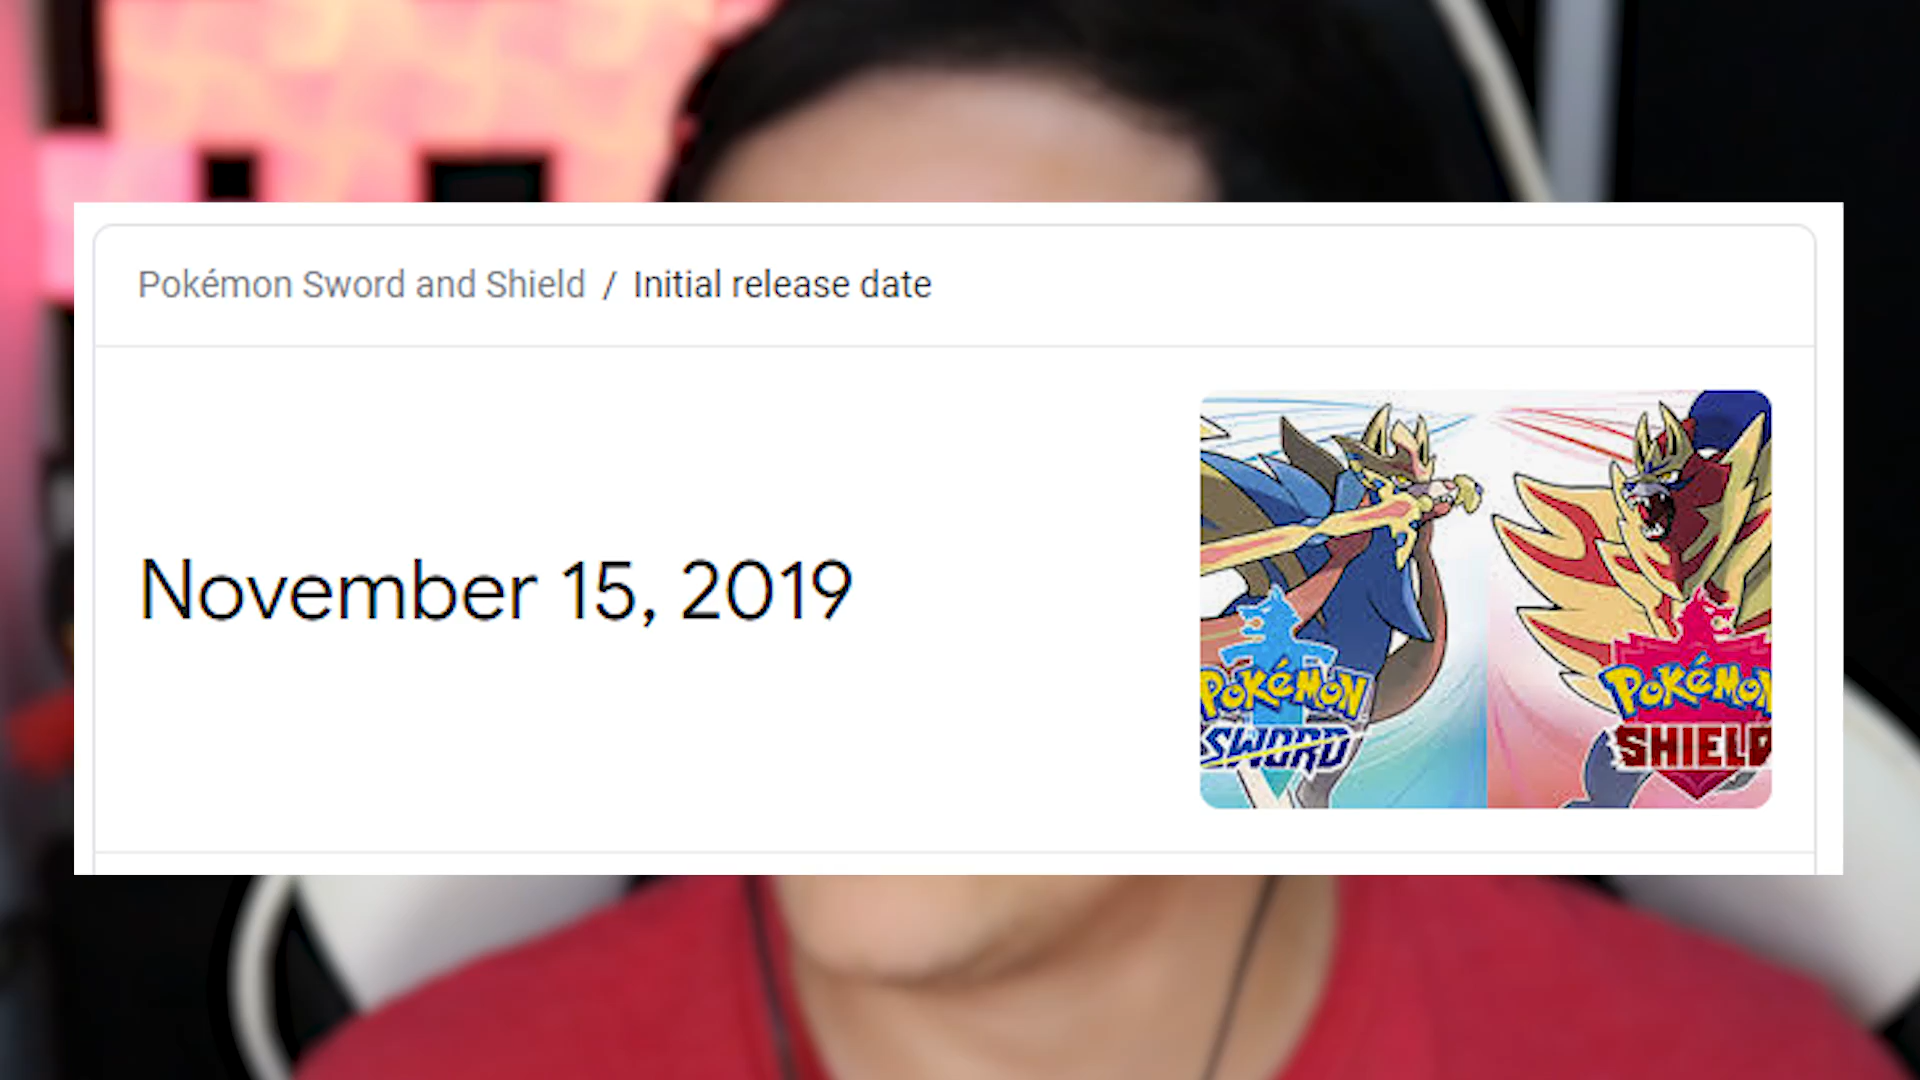 Pokémon Sword and Shield / Initial release date
November 15, 2019
POKéMON
SWORD
POKéMON
SHIELD